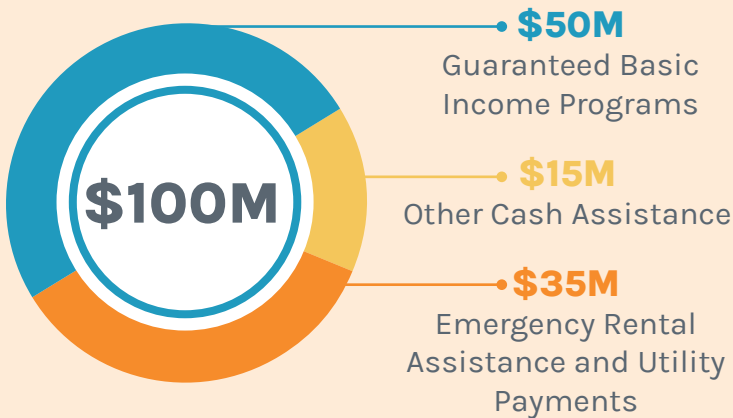 $100M
$50M
Guaranteed Basic
Income Programs
$15M
Other Cash Assistance
$35M
Emergency Rental
Assistance and Utility
Payments